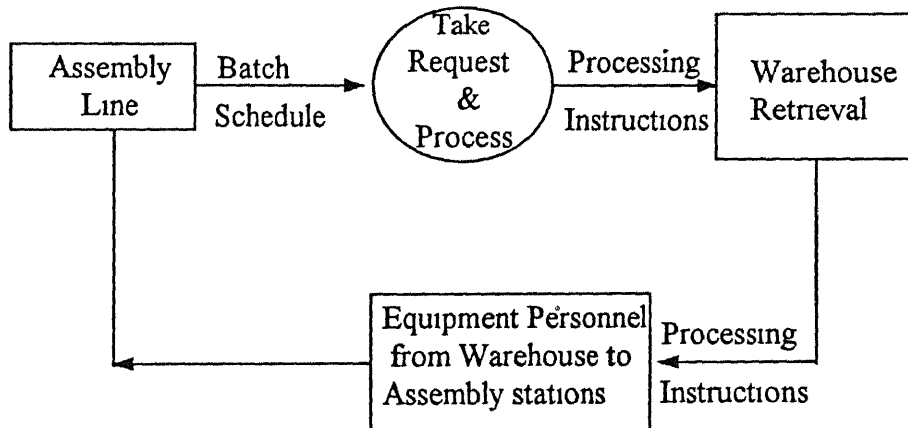 Assembly
Line
Batch
Schedule
Take
Request
&
Process
Processing
Instructions
Warehouse
Retrieval
Equipment Personnel
from Warehouse to
Assembly stations
Processing
Instructions